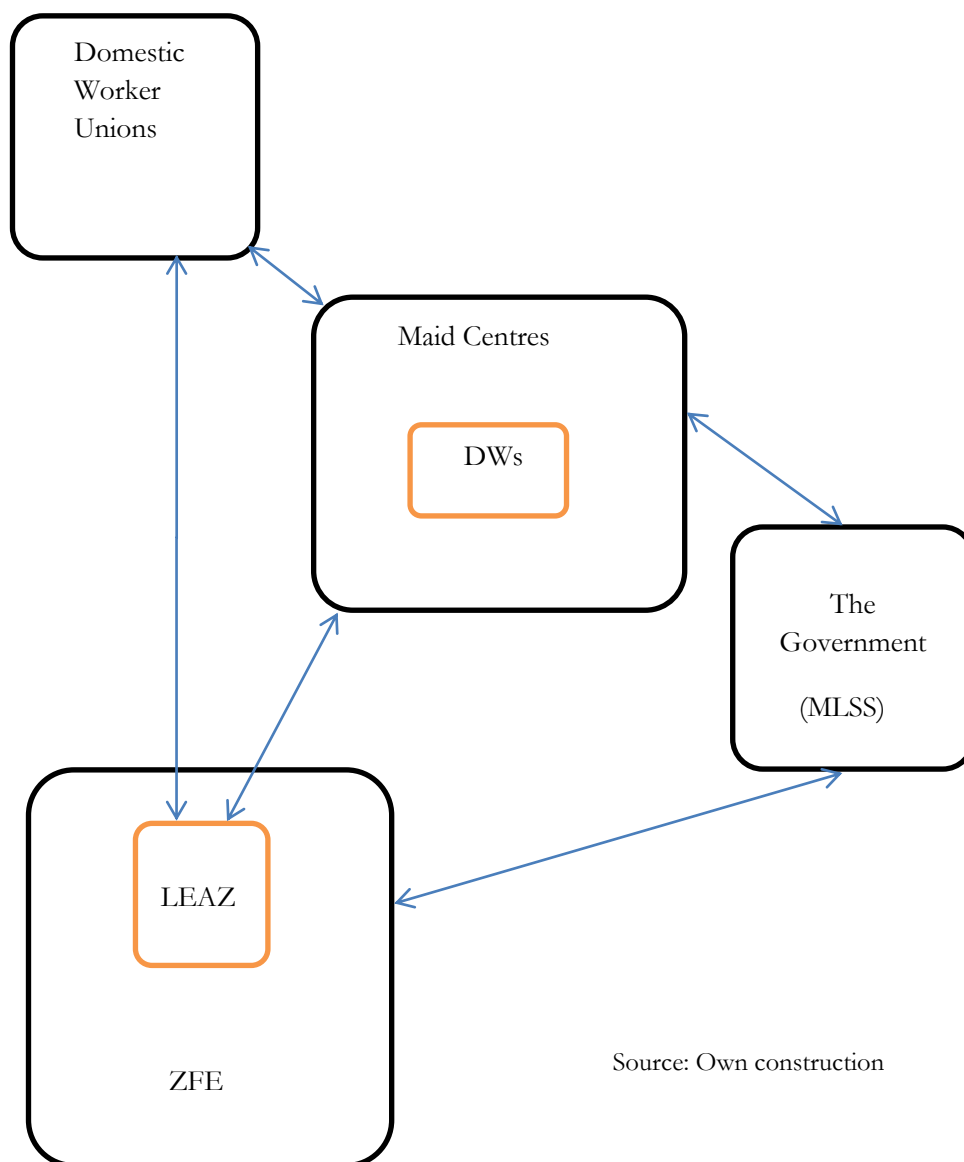 Domestic
Worker
Unions
Maid Centres
DWs
The
Government
(MLSS)
LEAZ
ZFE
Source: Own construction